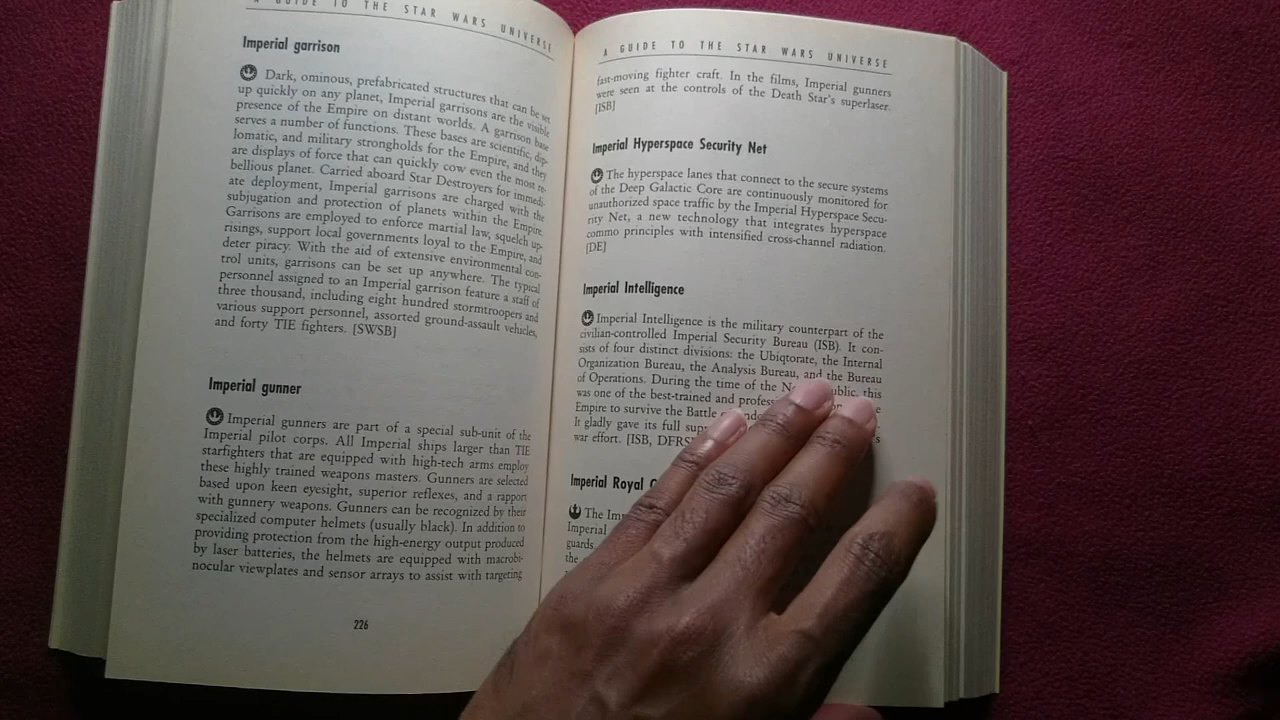 A GUIDE TO THE STAR WARS UNIVERSE
Imperial garrison
Dark, ominous, prefabricated structures that can be set
up quickly on any planet, Imperial garrisons are the visible
presence of the Empire on distant worlds. A garrison base
serves a number of functions. These bases are scientific, dip-
lomatic, and military strongholds for the Empire, and they
are displays of force that can quickly cow even the most re-
bellious planet. Carried aboard Star Destroyers for immedi-
ate deployment, Imperial garrisons are charged with the
subjugation and protection of planets within the Empire.
Garrisons are employed to enforce martial law, squelch up-
risings, support local governments loyal to the Empire, and
deter piracy. With the aid of extensive environmental con-
trol units, garrisons can be set up anywhere. The typical
personnel assigned to an Imperial garrison feature a staff of
three thousand, including eight hundred stormtroopers and
various support personnel, assorted ground-assault vehicles,
and forty TIE fighters. [SWSB]
Imperial gunner
Imperial gunners are part of a special sub-unit of the
Imperial pilot corps. All Imperial ships larger than TIE
starfighters that are equipped with high-tech arms employ
these highly trained weapons masters. Gunners are selected
based upon keen eyesight, superior reflexes, and a rapport
with gunnery weapons. Gunners can be recognized by their
specialized computer helmets (usually black). In addition to
providing protection from the high-energy output produced
by laser batteries, the helmets are equipped with macrobi-
nocular viewplates and sensor arrays to assist with targeting
226
A GUIDE TO THE STAR WARS UNIVERSE
fast-moving fighter craft. In the films, Imperial gunners
were seen at the controls of the Death Star's superlaser.
[ISB]
Imperial Hyperspace Security Net
The hyperspace lanes that connect to the secure systems
of the Deep Galactic Core are continuously monitored for
unauthorized space traffic by the Imperial Hyperspace Secu-
rity Net, a new technology that integrates hyperspace
commo principles with intensified cross-channel radiation.
[DE]
Imperial Intelligence
Imperial Intelligence is the military counterpart of the
civilian-controlled Imperial Security Bureau (ISB). It con-
sists of four distinct divisions: the Ubiqtorate, the Internal
Organization Bureau, the Analysis Bureau, and the Bureau
of Operations. During the time of the this
was one of the best-trained and
Empire to survive the Battle
It gladly gave its full
war effort. [ISB,
Imperial Royal
The
Imperial
guards
the